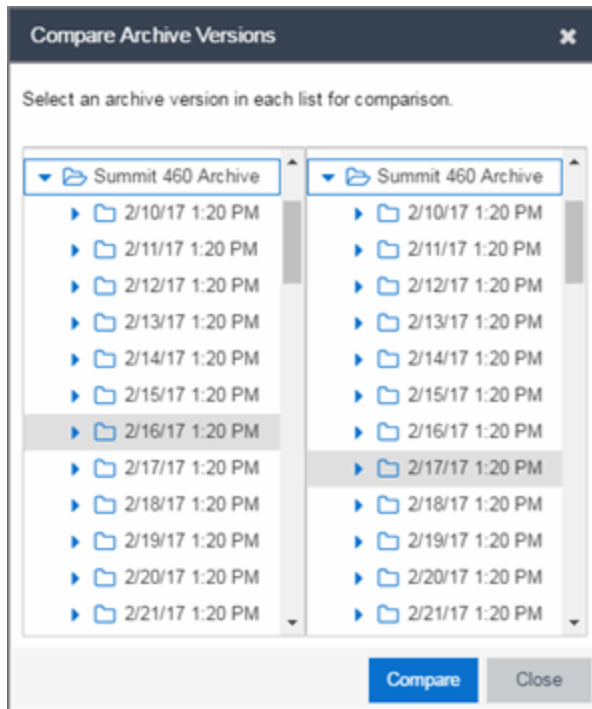 Compare Archive Versions
Select an archive version in each list for comparison.
Summit 460 Archive
2/10/17 1:20 PM
2/11/17 1:20 PM
2/12/17 1:20 PM
2/13/17 1:20 PM
2/14/17 1:20 PM
2/15/17 1:20 PM
2/16/17 1:20 PM
2/17/17 1:20 PM
2/18/17 1:20 PM
2/19/17 1:20 PM
2/20/17 1:20 PM
2/21/17 1:20 PM
Summit 460 Archive
2/10/17 1:20 PM
2/11/17 1:20 PM
2/12/17 1:20 PM
2/13/17 1:20 PM
2/14/17 1:20 PM
2/15/17 1:20 PM
2/16/17 1:20 PM
2/17/17 1:20 PM
2/18/17 1:20 PM
2/19/17 1:20 PM
2/20/17 1:20 PM
2/21/17 1:20 PM
Compare Close